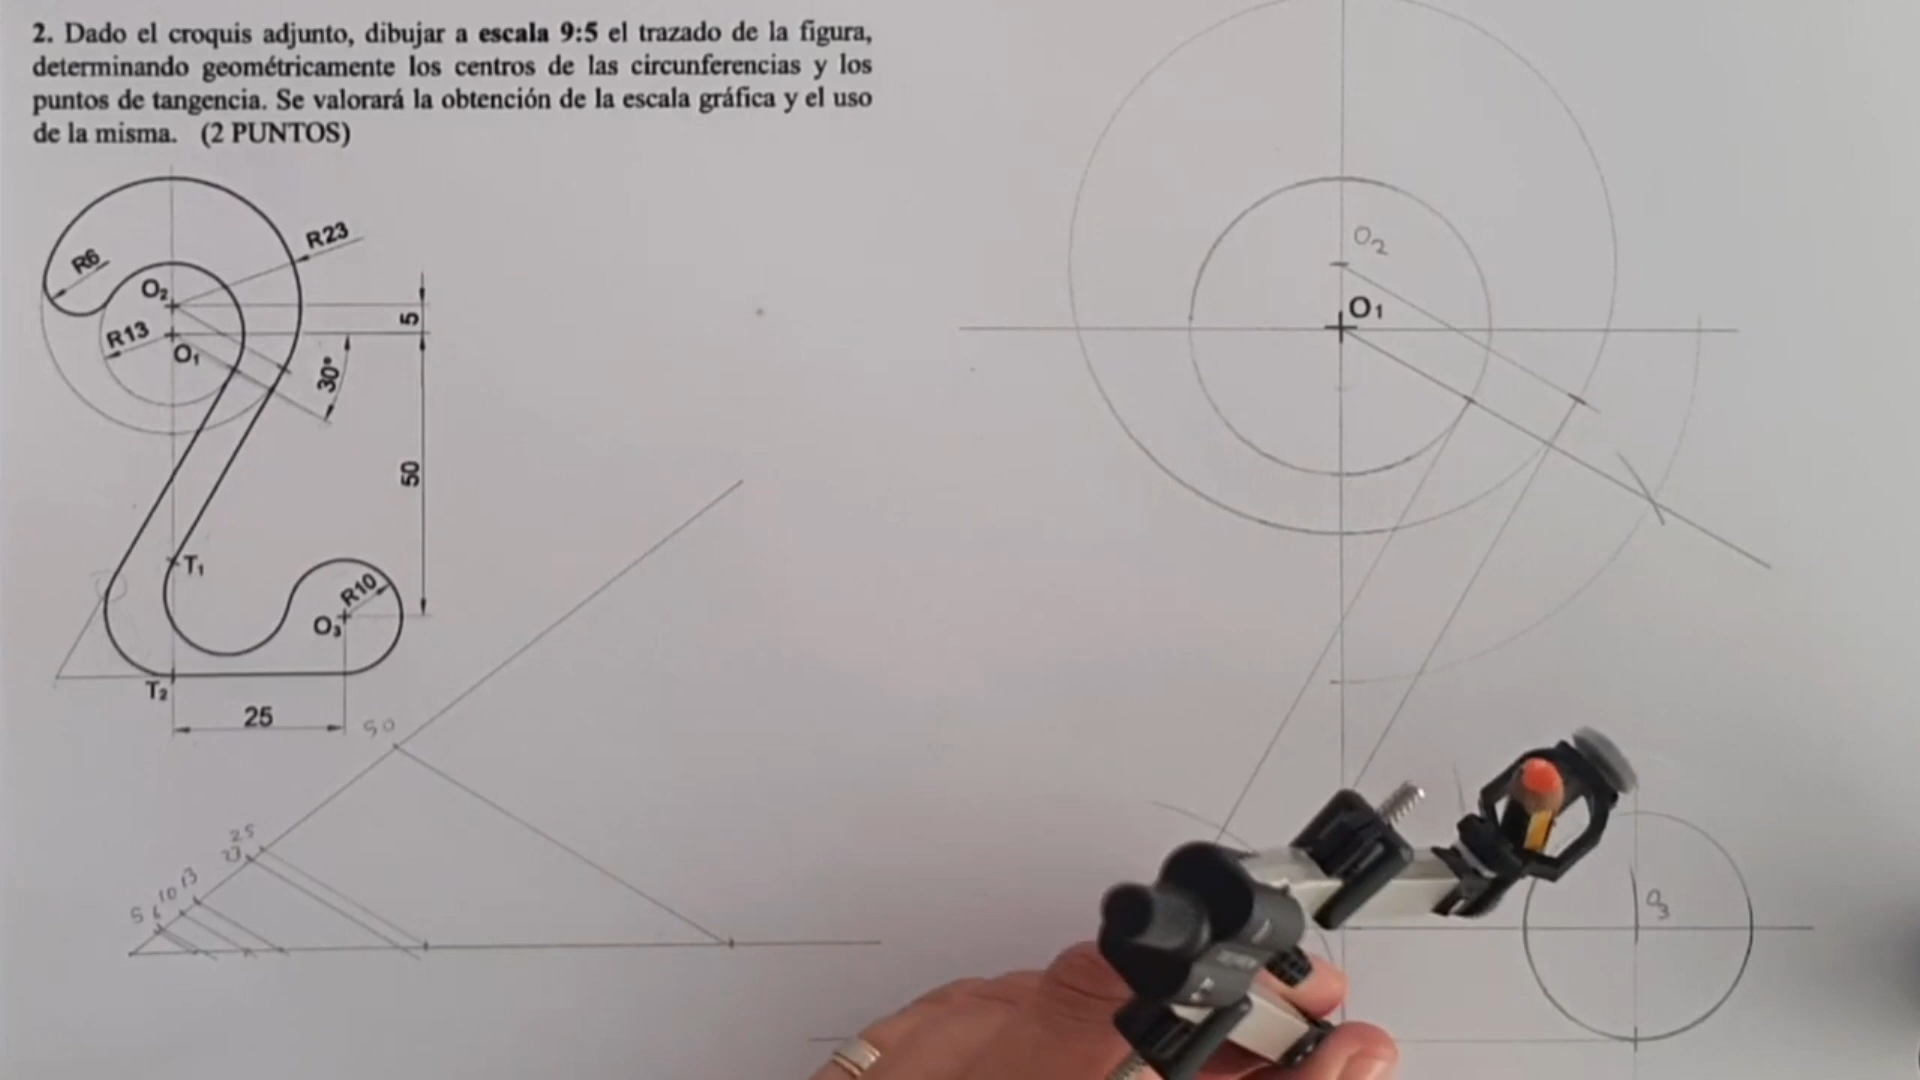 2. Dado el croquis adjunto, dibujar a escala 9:5 el trazado de la figura,
determinando geométricamente los centros de las circunferencias y los
puntos de tangencia. Se valorará la obtención de la escala gráfica y el uso
de la misma. (2 PUNTOS)
R23
R6
O₂
5
R13
O₁
30°
50
T₁
R10
O₃
T₂
25
50
25
23
13
10
6
5
O₂
O₁
O₃